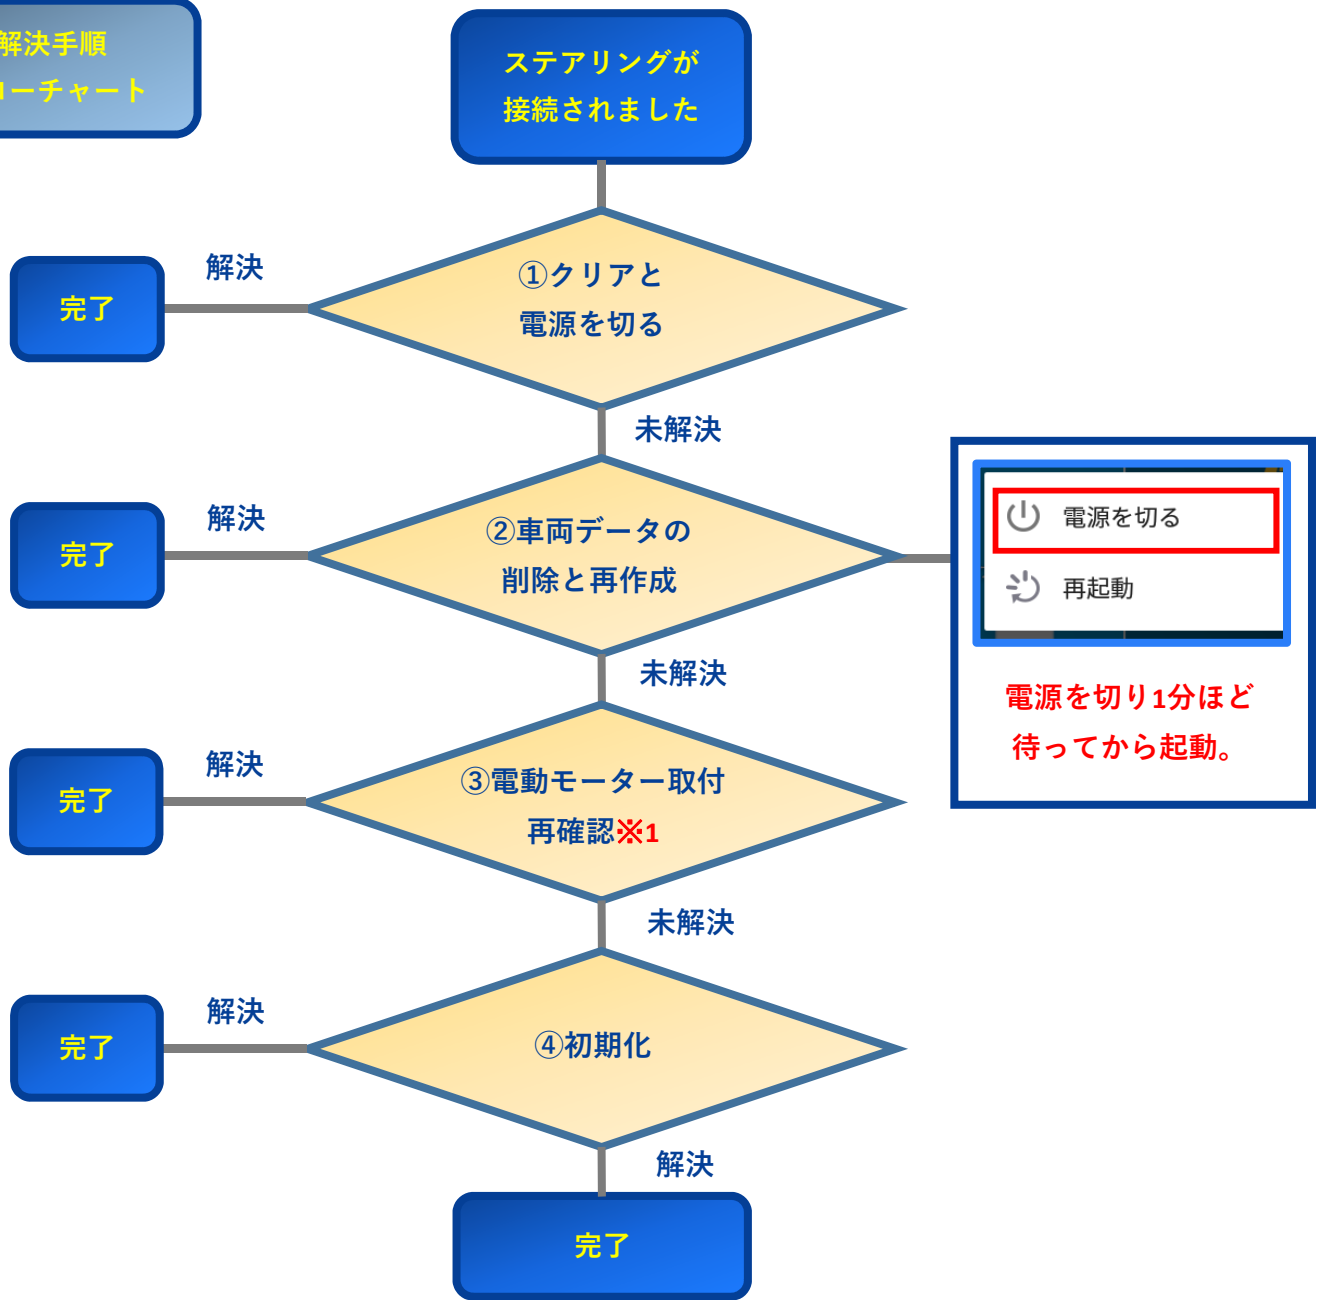 解決手順
ーチャート
ステアリングが
接続されました
①クリアと
電源を切る
解決
完了
未解決
②車両データの
削除と再作成
解決
完了
電源を切る
再起動
電源を切り1分ほど
待ってから起動。
未解決
③電動モーター取付
再確認※1
解決
完了
未解決
④初期化
解決
完了
解決
完了